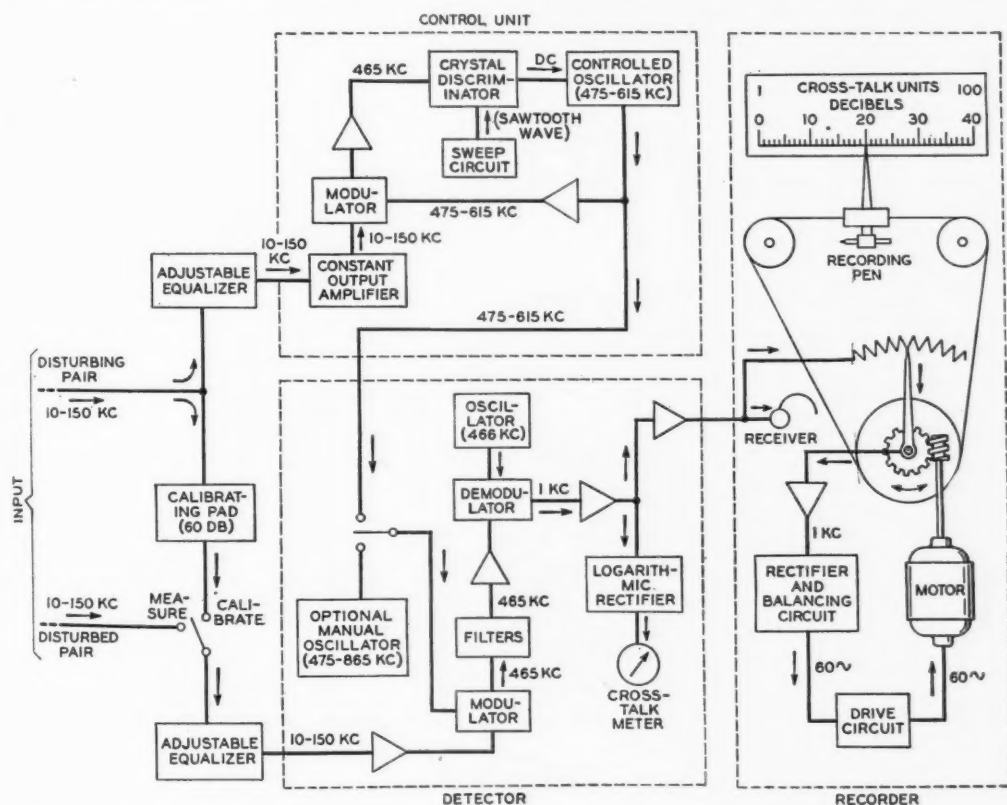 CONTROL UNIT
465 KC
CRYSTAL
DISCRIM-
INATOR
DC
CONTROLLED
OSCILLATOR
(475-615 KC)
(SAWTOOTH
WAVE)
SWEEP
CIRCUIT
MODU-
LATOR
475-615 KC
10-150 KC
CONSTANT
OUTPUT
AMPLIFIER
10-150
KC
ADJUSTABLE
EQUALIZER
475-615 KC
INPUT
DISTURBING
PAIR
10-150 KC
CALIBRAT-
ING PAD
(60 DB)
MEASURE
CALI-
BRATE
10-150 KC
DISTURBED
PAIR
ADJUSTABLE
EQUALIZER
10-150 KC
OSCIL-
LATOR
(466 KC)
DEMODU-
LATOR
1 KC
465 KC
FILTERS
465 KC
MODU-
LATOR
OPTIONAL
MANUAL
OSCILLATOR
(475-865 KC)
LOGARITH-
MIC
RECTIFIER
CROSS-
TALK
METER
DETECTOR
RECEIVER
1 CROSS-TALK UNITS 100
DECIBELS
0 10 20 30 40
RECORDING
PEN
1 KC
RECTIFIER
AND
BALANCING
CIRCUIT
MOTOR
60~
60~
DRIVE
CIRCUIT
RECORDER